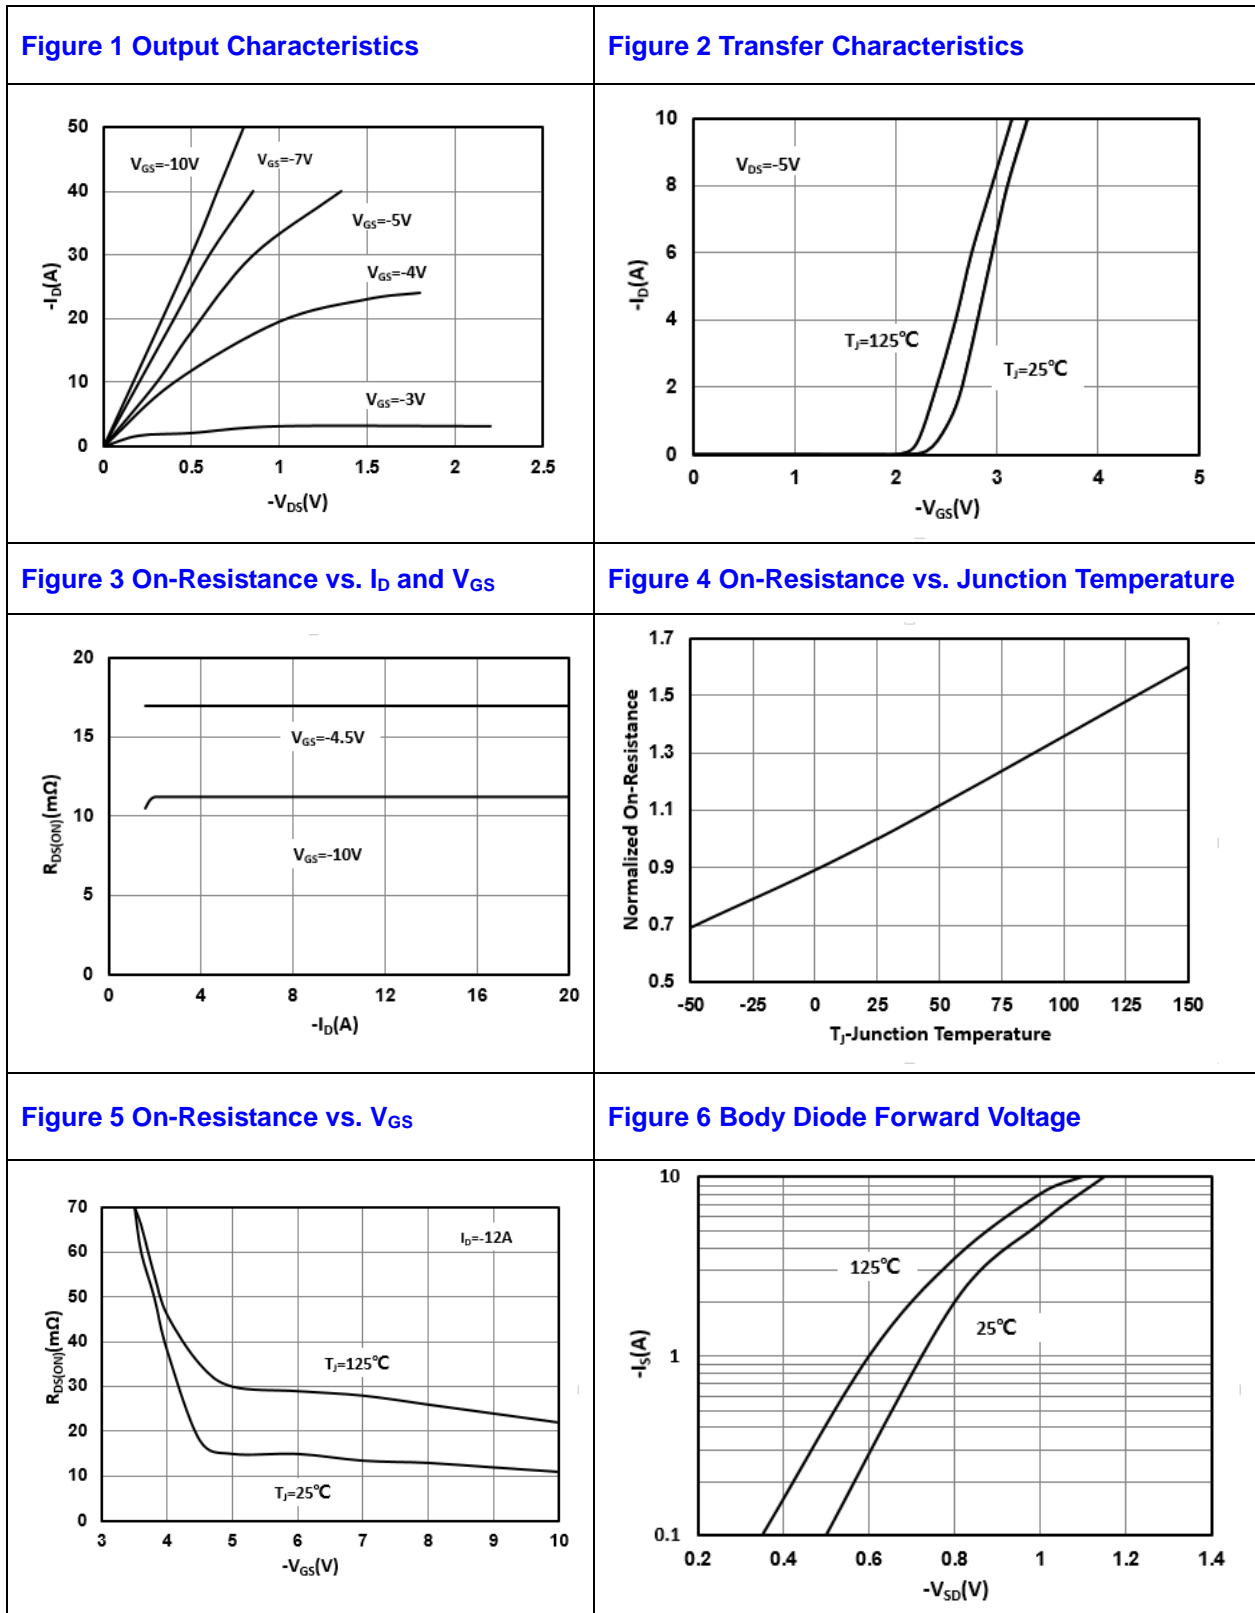 Figure 1 Output Characteristics
Figure 2 Transfer Characteristics
50
40
30
20
10
0
-ID(A)
VGS=-10V
VGS=-7V
VGS=-5V
VGS=-4V
VGS=-3V
0 0.5 1 1.5 2 2.5
-VDS(V)
10
8
6
4
2
0
-ID(A)
VDS=-5V
TJ=125℃
TJ=25℃
0 1 2 3 4 5
-VGS(V)
Figure 3 On-Resistance vs. ID and VGS
Figure 4 On-Resistance vs. Junction Temperature
20
15
10
5
0
RDS(ON)(mΩ)
VGS=-4.5V
VGS=-10V
0 4 8 12 16 20
-ID(A)
1.7
1.5
1.3
1.1
0.9
0.7
0.5
Normalized On-Resistance
-50 -25 0 25 50 75 100 125 150
TJ-Junction Temperature
Figure 5 On-Resistance vs. VGS
Figure 6 Body Diode Forward Voltage
70
60
50
40
30
20
10
0
RDS(ON)(mΩ)
ID=-12A
TJ=125℃
TJ=25℃
3 4 5 6 7 8 9 10
-VGS(V)
10
1
0.1
-IS(A)
125℃
25℃
0.2 0.4 0.6 0.8 1 1.2 1.4
-VSD(V)